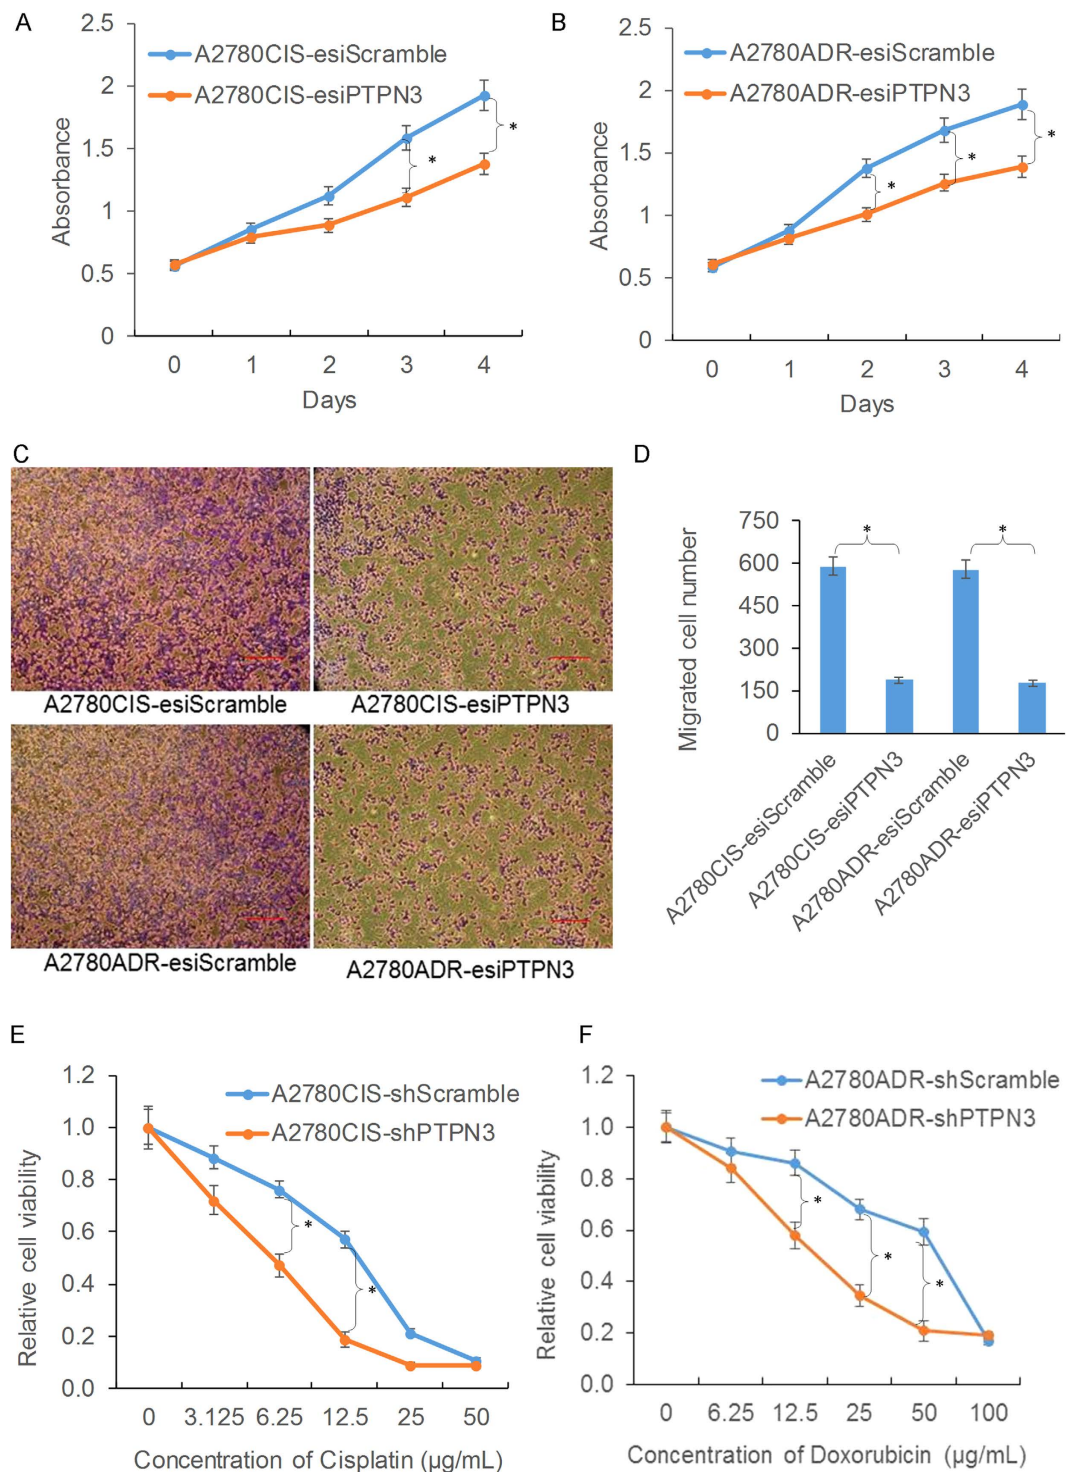 A
2.5
2
1.5
1
0.5
0
Absorbance
A2780CIS-esiScramble
A2780CIS-esiPTPN3
*
*
0 1 2 3 4
Days
B
2.5
2
1.5
1
0.5
0
Absorbance
A2780ADR-esiScramble
A2780ADR-esiPTPN3
*
*
*
0 1 2 3 4
Days
C
A2780CIS-esiScramble
A2780CIS-esiPTPN3
A2780ADR-esiScramble
A2780ADR-esiPTPN3
D
750
600
450
300
150
0
Migrated cell number
*
*
A2780CIS-esiScramble
A2780CIS-esiPTPN3
A2780ADR-esiScramble
A2780ADR-esiPTPN3
E
1.2
1.0
0.8
0.6
0.4
0.2
0.0
Relative cell viability
A2780CIS-shScramble
A2780CIS-shPTPN3
*
*
0 3.125 6.25 12.5 25 50
Concentration of Cisplatin (µg/mL)
F
1.2
1.0
0.8
0.6
0.4
0.2
0.0
Relative cell viability
A2780ADR-shScramble
A2780ADR-shPTPN3
*
*
*
0 6.25 12.5 25 50 100
Concentration of Doxorubicin (µg/mL)